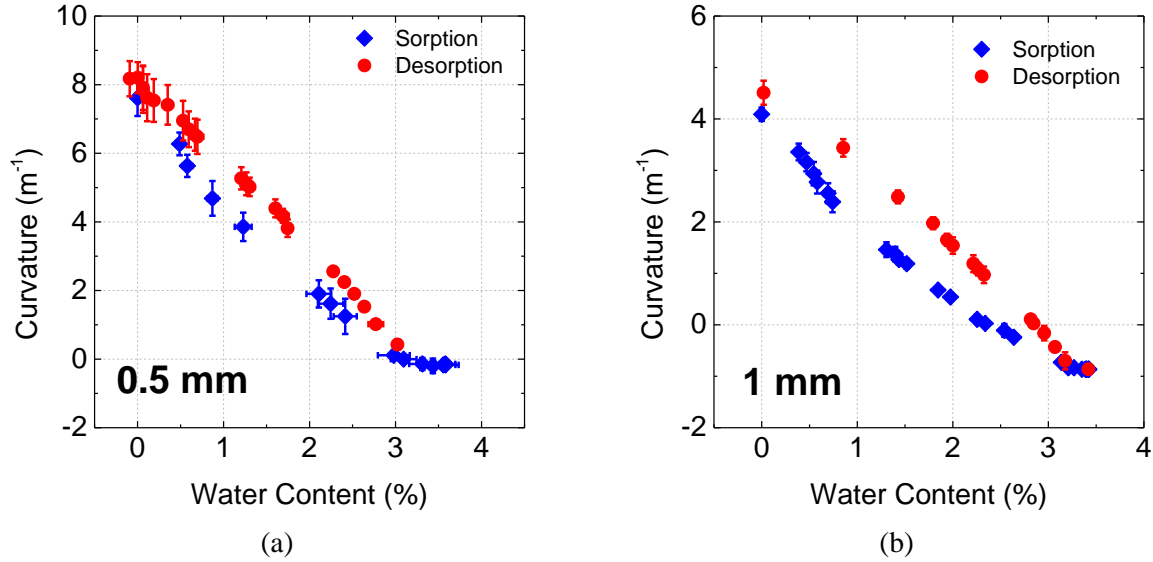 10
8
6
4
2
0
-2
Curvature (m⁻¹)
Sorption
Desorption
0.5 mm
0 1 2 3 4
Water Content (%)
(a)
6
4
2
0
-2
Curvature (m⁻¹)
Sorption
Desorption
1 mm
0 1 2 3 4
Water Content (%)
(b)